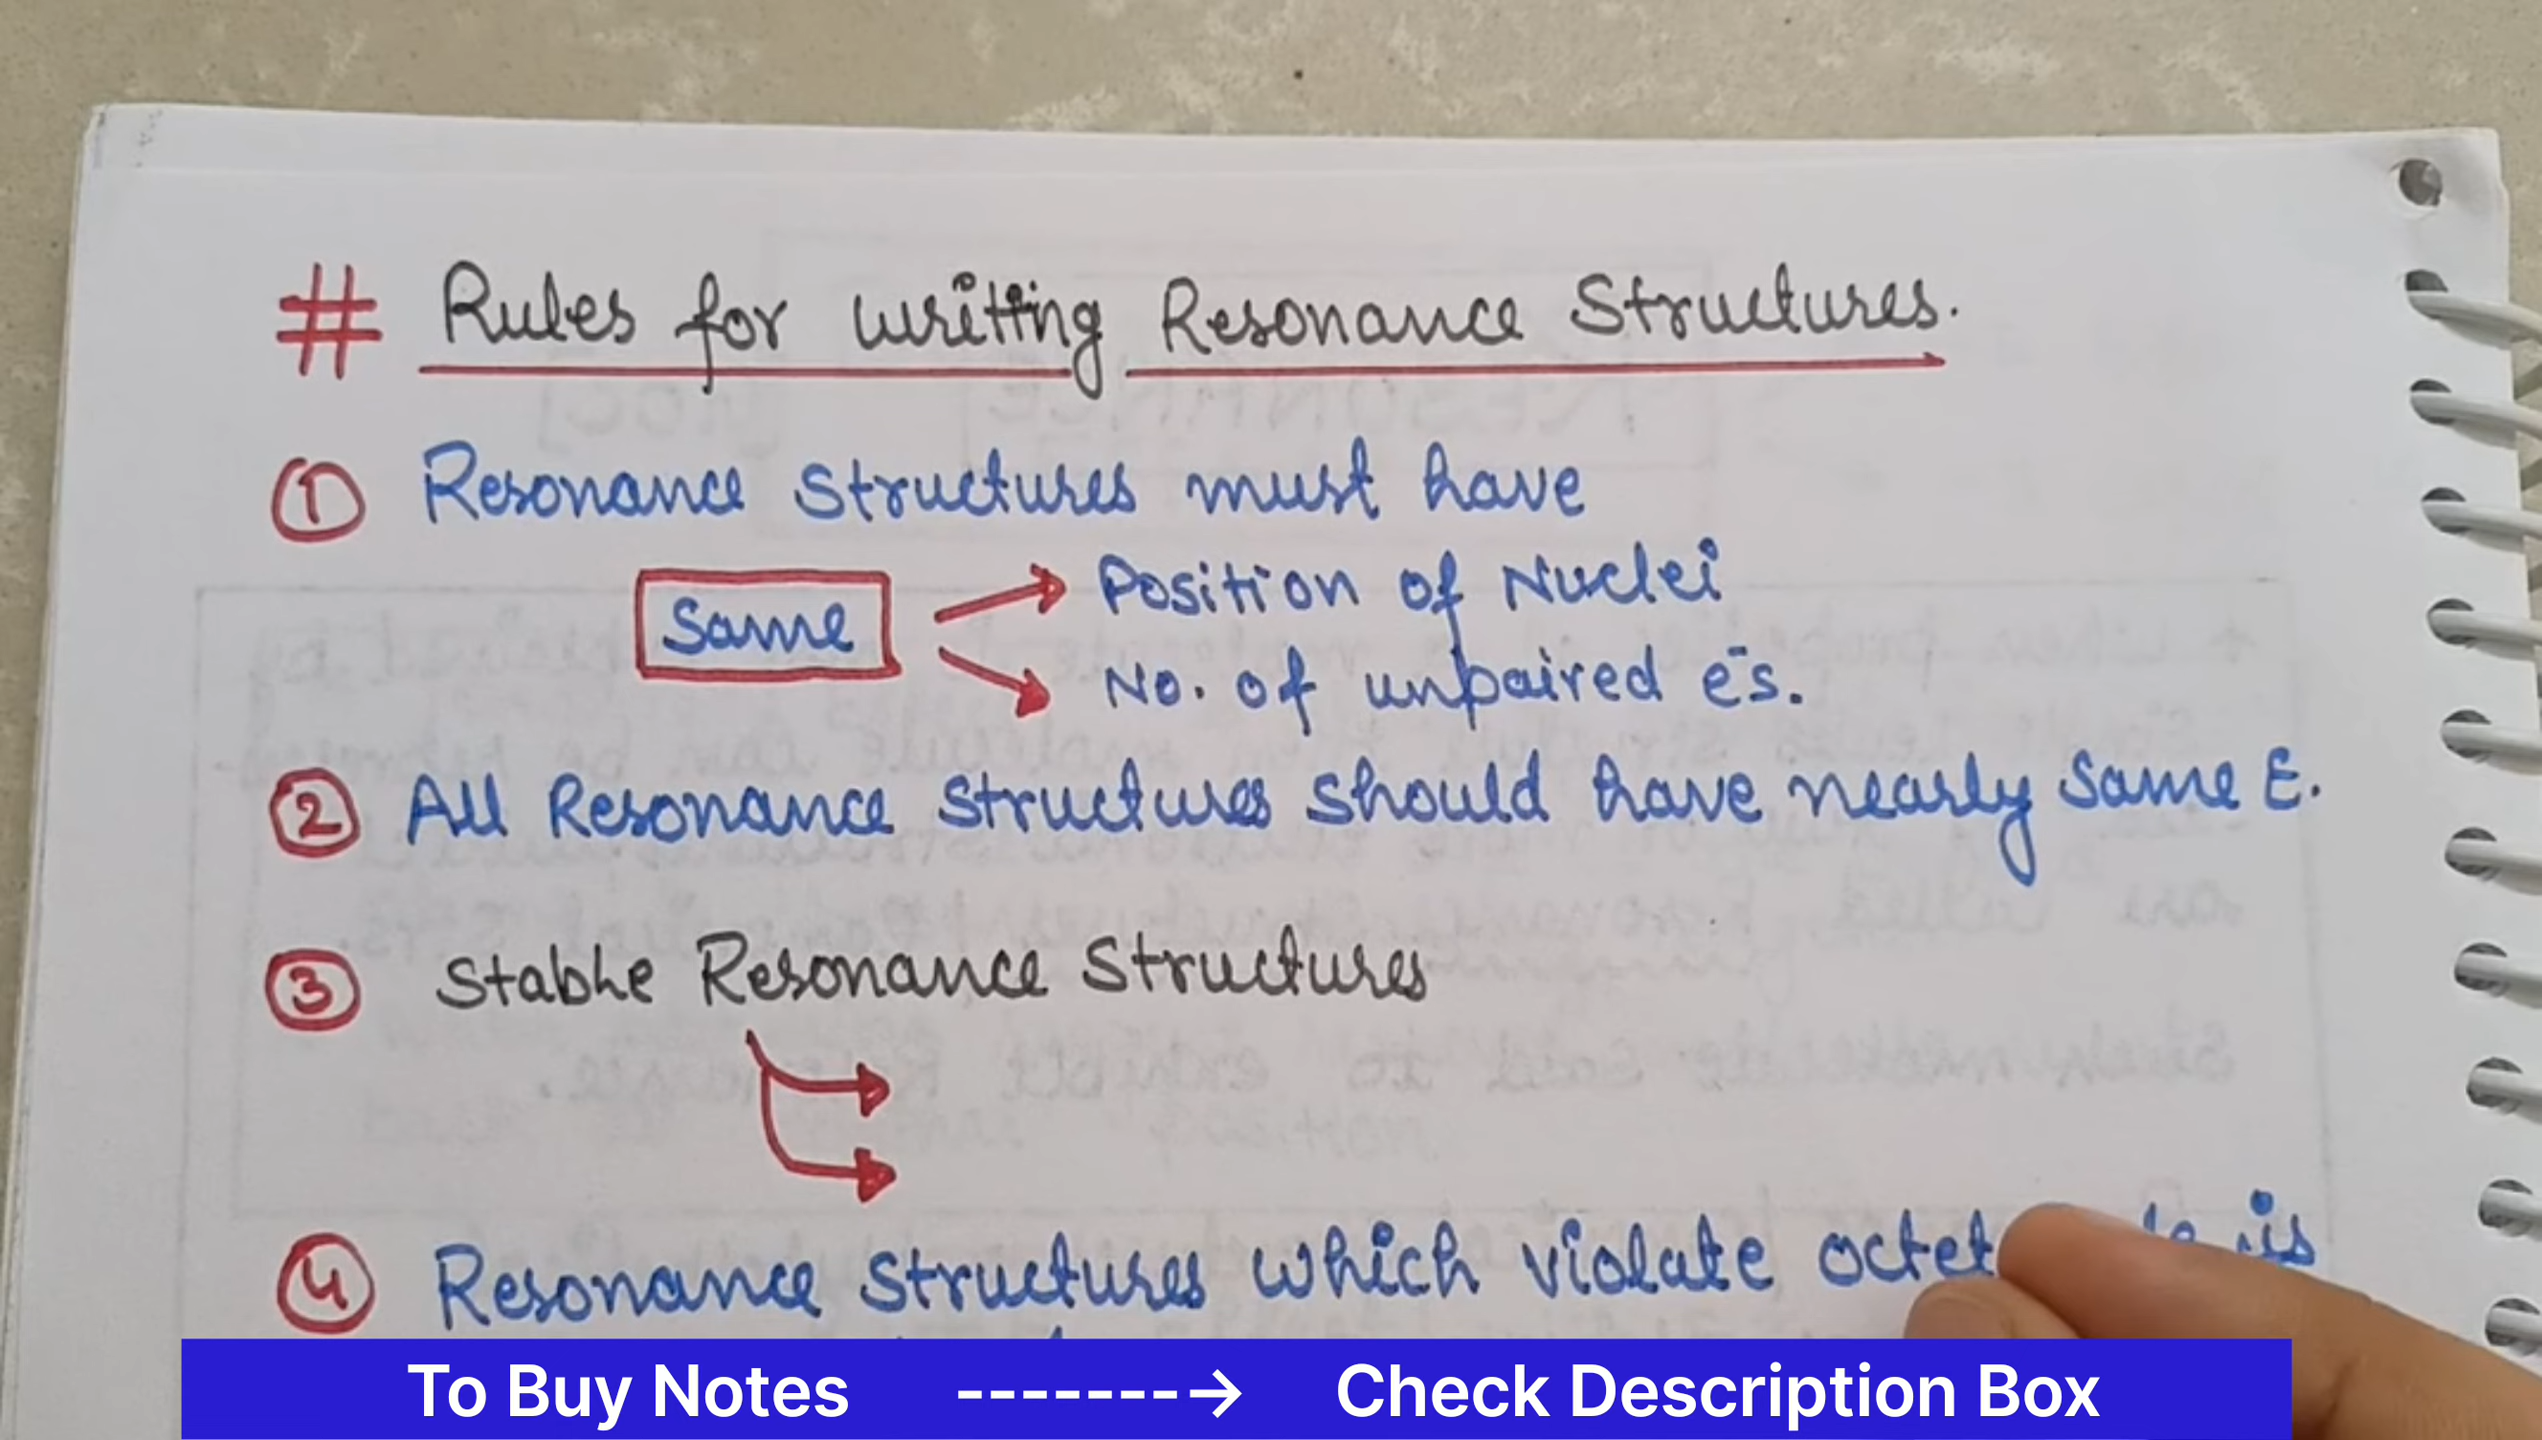 # Rules for writting Resonance Structures.
① Resonance Structures must have
Same → Position of Nuclei
→ No. of unpaired e⁻s.
② All Resonance Structures should have nearly same E.
③ Stable Resonance Structures
④ Resonance Structures which violate octet is
To Buy Notes -------→ Check Description Box